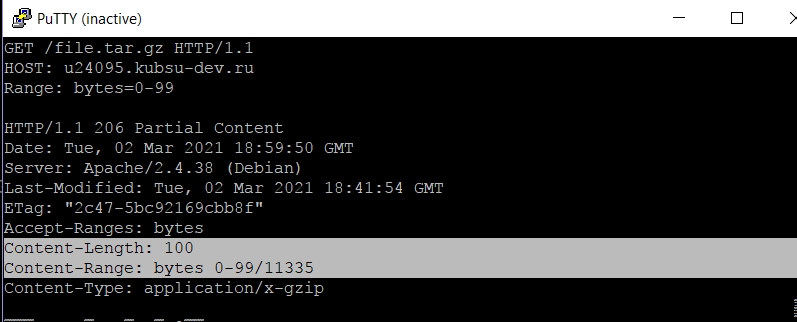 PuTTY (inactive)
GET /file.tar.gz HTTP/1.1
HOST: u24095.kubsu-dev.ru
Range: bytes=0-99
HTTP/1.1 206 Partial Content
Date: Tue, 02 Mar 2021 18:59:50 GMT
Server: Apache/2.4.38 (Debian)
Last-Modified: Tue, 02 Mar 2021 18:41:54 GMT
ETag: "2c47-5bc92169cbb8f"
Accept-Ranges: bytes
Content-Length: 100
Content-Range: bytes 0-99/11335
Content-Type: application/x-gzip